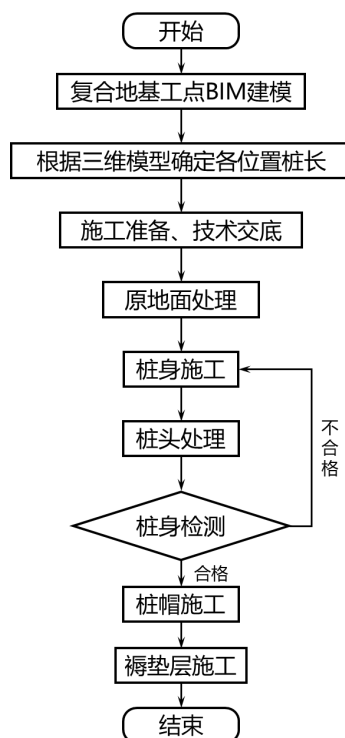 开始
复合地基工点BIM建模
根据三维模型确定各位置桩长
施工准备、技术交底
原地面处理
桩身施工
桩头处理
不合格
桩身检测
合格
桩帽施工
褥垫层施工
结束